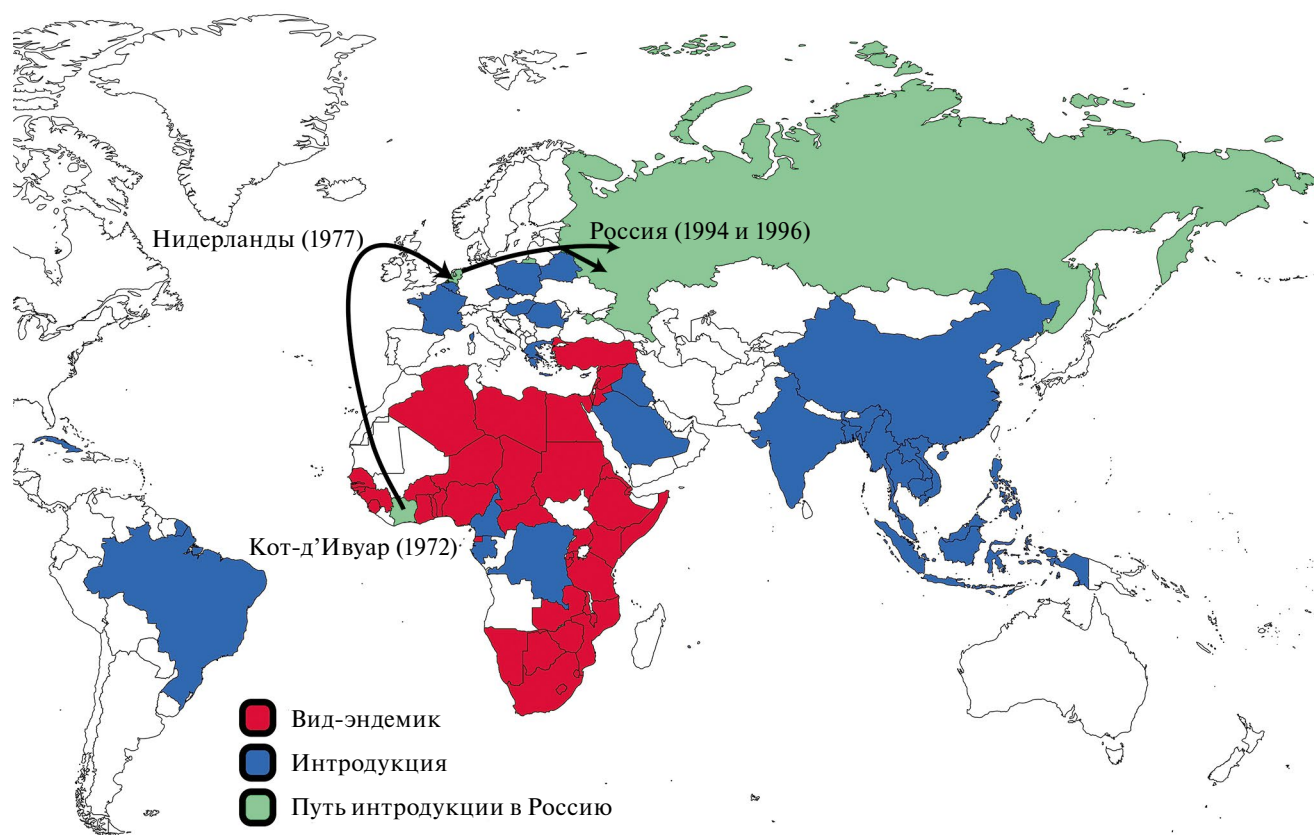 Нидерланды (1977)
Россия (1994 и 1996)
Кот-д’Ивуар (1972)
Вид-эндемик
Интродукция
Путь интродукции в Россию